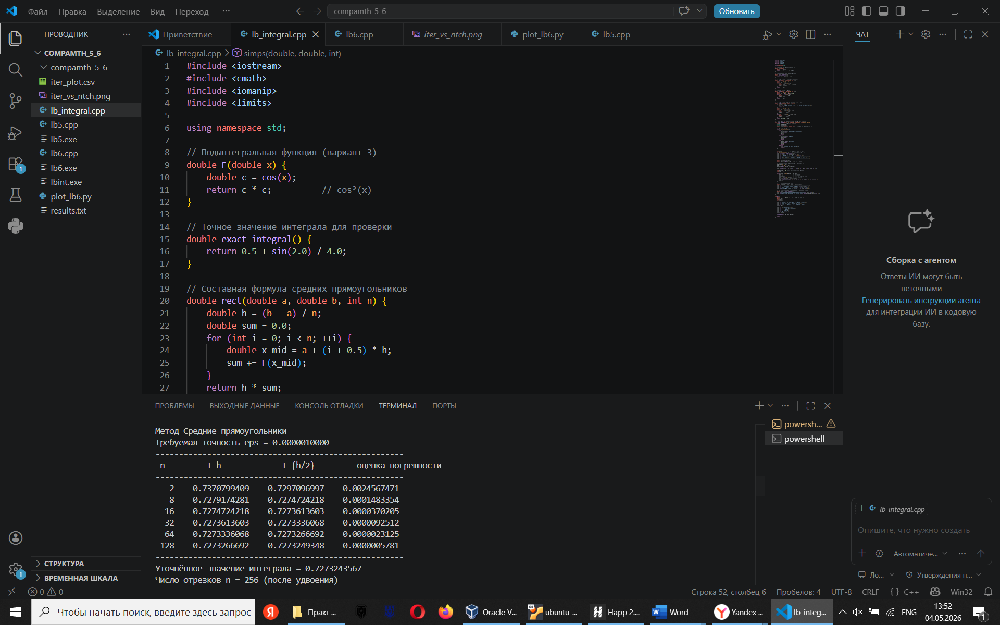 Файл Правка Выделение Вид Переход ··· compamth_5_6 Обновить
ПРОВОДНИК ···
COMPAMTH_5_6
compamth_5_6
iter_plot.csv
iter_vs_ntch.png
lb_integral.cpp
lb5.cpp
lb5.exe
lb6.cpp
lb6.exe
lbint.exe
plot_lb6.py
results.txt
СТРУКТУРА
ВРЕМЕННАЯ ШКАЛА
1
1
Приветствие lb_integral.cpp lb6.cpp iter_vs_ntch.png plot_lb6.py lb5.cpp
lb_integral.cpp > simps(double, double, int)
1 #include <iostream>
2 #include <cmath>
3 #include <iomanip>
4 #include <limits>
5
6 using namespace std;
7
8 // Подынтегральная функция (вариант 3)
9 double F(double x) {
10 double c = cos(x);
11 return c * c; // cos²(x)
12 }
13
14 // Точное значение интеграла для проверки
15 double exact_integral() {
16 return 0.5 + sin(2.0) / 4.0;
17 }
18
19 // Составная формула средних прямоугольников
20 double rect(double a, double b, int n) {
21 double h = (b - a) / n;
22 double sum = 0.0;
23 for (int i = 0; i < n; ++i) {
24 double x_mid = a + (i + 0.5) * h;
25 sum += F(x_mid);
26 }
27 return h * sum;
ПРОБЛЕМЫ ВЫХОДНЫЕ ДАННЫЕ КОНСОЛЬ ОТЛАДКИ ТЕРМИНАЛ ПОРТЫ
Метод Средние прямоугольники
Требуемая точность eps = 0.0000010000
-----------------------------------------------------
n I_h I_{h/2} оценка погрешности
-----------------------------------------------------
2 0.7370799409 0.7297096997 0.0024567471
8 0.7279174281 0.7274724218 0.0001483354
16 0.7274724218 0.7273613603 0.0000370205
32 0.7273613603 0.7273336068 0.0000092512
64 0.7273336068 0.7273266692 0.0000023125
128 0.7273266692 0.7273249348 0.0000005781
-----------------------------------------------------
Уточнённое значение интеграла = 0.7273243567
Число отрезков n = 256 (после удвоения)
powersh...
powershell
ЧАТ
Сборка с агентом
Ответы ИИ могут быть
неточными
Генерировать инструкции агента
для интеграции ИИ в кодовую
базу.
lb_integral.cpp
Опишите, что нужно создать
Автоматиче...
Ло... Утверждения п...
0 0 Строка 52, столбец 6 Пробелов: 4 UTF-8 CRLF {} C++ Win32
Чтобы начать поиск, введите здесь запрос Я Практ ... Oracle V... 64 ubuntu-... Happ 2.... Word Yandex ... lb_integ... ENG 13:52
04.05.2026 1